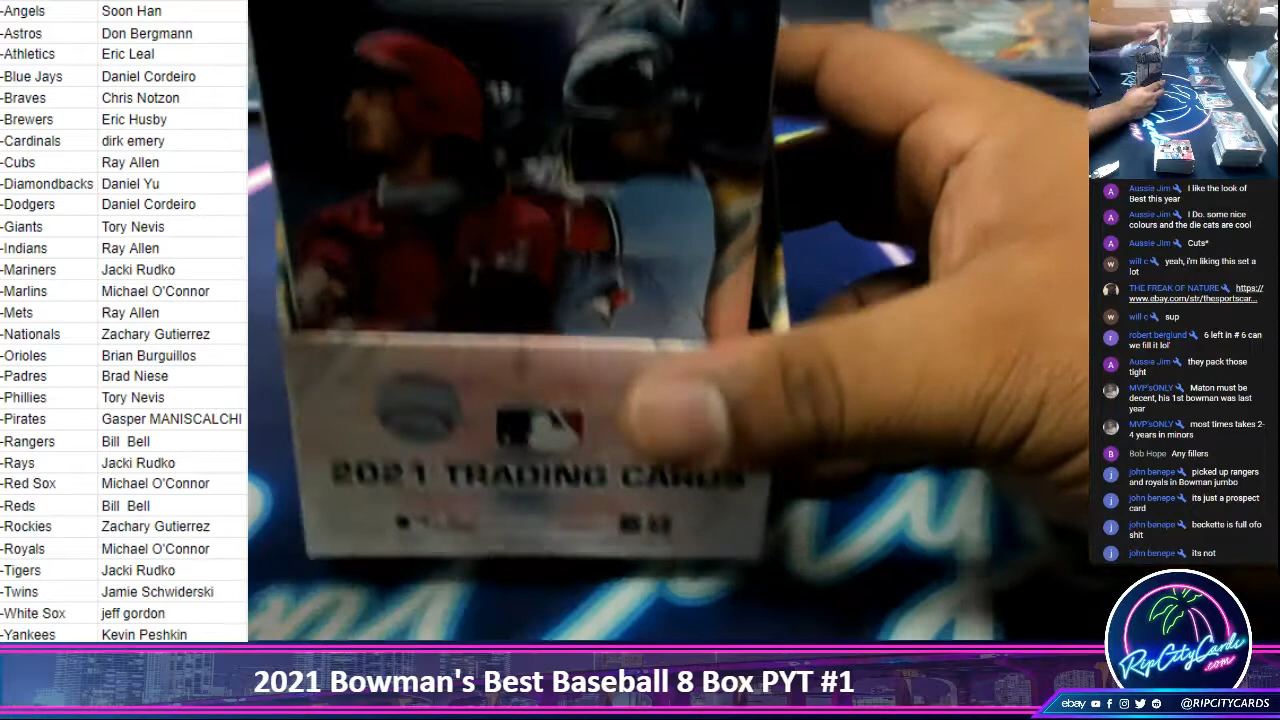 -Angels Soon Han
-Astros Don Bergmann
-Athletics Eric Leal
-Blue Jays Daniel Cordeiro
-Braves Chris Notzon
-Brewers Eric Husby
-Cardinals dirk emery
-Cubs Ray Allen
-Diamondbacks Daniel Yu
-Dodgers Daniel Cordeiro
-Giants Tory Nevis
-Indians Ray Allen
-Mariners Jacki Rudko
-Marlins Michael O'Connor
-Mets Ray Allen
-Nationals Zachary Gutierrez
-Orioles Brian Burguillos
-Padres Brad Niese
-Phillies Tory Nevis
-Pirates Gasper MANISCALCHI
-Rangers Bill Bell
-Rays Jacki Rudko
-Red Sox Michael O'Connor
-Reds Bill Bell
-Rockies Zachary Gutierrez
-Royals Michael O'Connor
-Tigers Jacki Rudko
-Twins Jamie Schwiderski
-White Sox jeff gordon
-Yankees Kevin Peshkin
2021 TRADING CARDS
A Aussie Jim I like the look of
Best this year
A Aussie Jim I Do. some nice
colours and the die cats are cool
A Aussie Jim Cuts*
w will c yeah, i'm liking this set a
lot
THE FREAK OF NATURE https://
www.ebay.com/str/thesportscar...
w will c sup
r robert berglund 6 left in # 6 can
we fill it lol'
A Aussie Jim they pack those
tight
MVP'sONLY Maton must be
decent, his 1st bowman was last
year
MVP'sONLY most times takes 2-
4 years in minors
B Bob Hope Any fillers
j john benepe picked up rangers
and royals in Bowman jumbo
j john benepe its just a prospect
card
j john benepe beckette is full ofo
shit
j john benepe its not
RipCityCards
.com
2021 Bowman's Best Baseball 8 Box PYT #1
ebay @RIPCITYCARDS